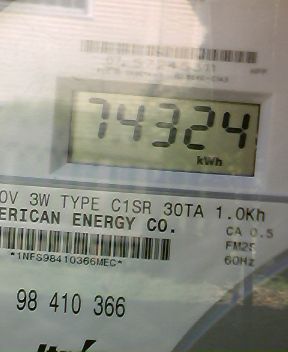 74324
kWh
0V 3W TYPE C1SR 30TA 1.0Kh
ERICAN ENERGY CO.
CA 0.5
FM2S
60Hz
*1NFS98410366MEC*
98 410 366